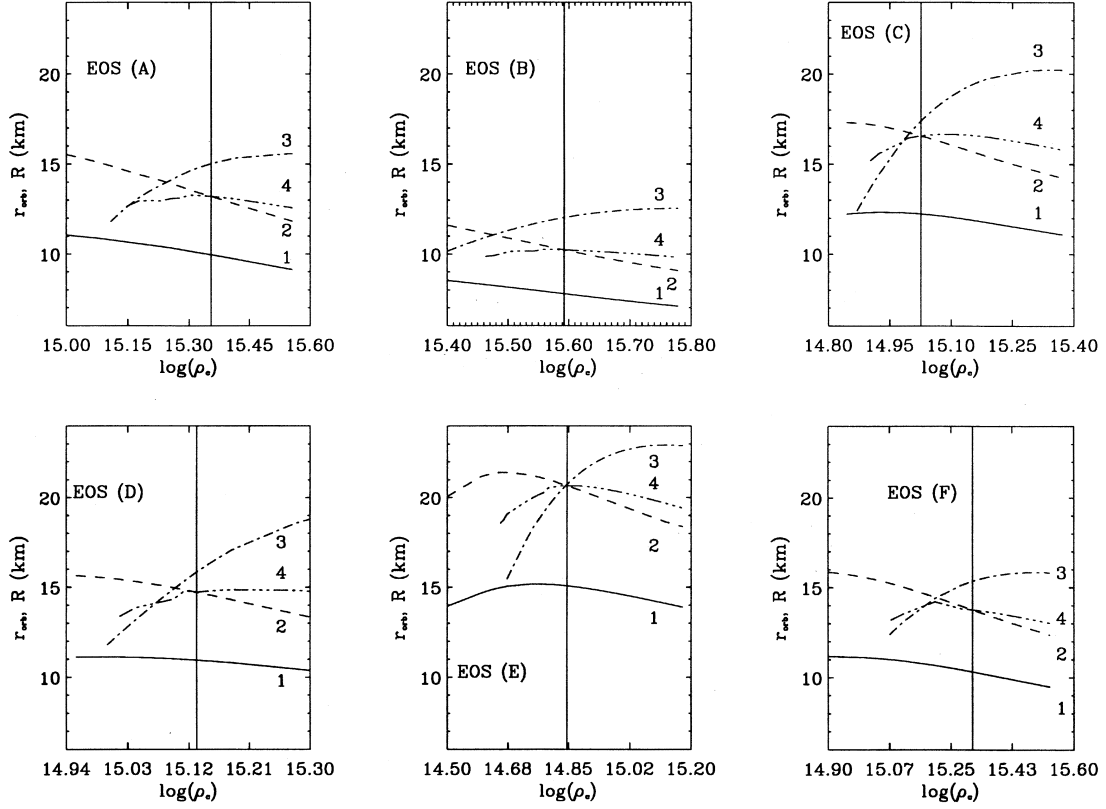 EOS (A)
20
15
10
r_orb, R (km)
3
4
2
1
15.00 15.15 15.30 15.45 15.60
log(ρ_c)
EOS (B)
20
15
10
r_orb, R (km)
3
4
2
1
15.40 15.50 15.60 15.70 15.80
log(ρ_c)
EOS (C)
20
15
10
r_orb, R (km)
3
4
2
1
14.80 14.95 15.10 15.25 15.40
log(ρ_c)
EOS (D)
20
15
10
r_orb, R (km)
3
4
2
1
14.94 15.03 15.12 15.21 15.30
log(ρ_c)
EOS (E)
20
15
10
r_orb, R (km)
3
4
2
1
14.50 14.68 14.85 15.02 15.20
log(ρ_c)
EOS (F)
20
15
10
r_orb, R (km)
3
4
2
1
14.90 15.07 15.25 15.43 15.60
log(ρ_c)